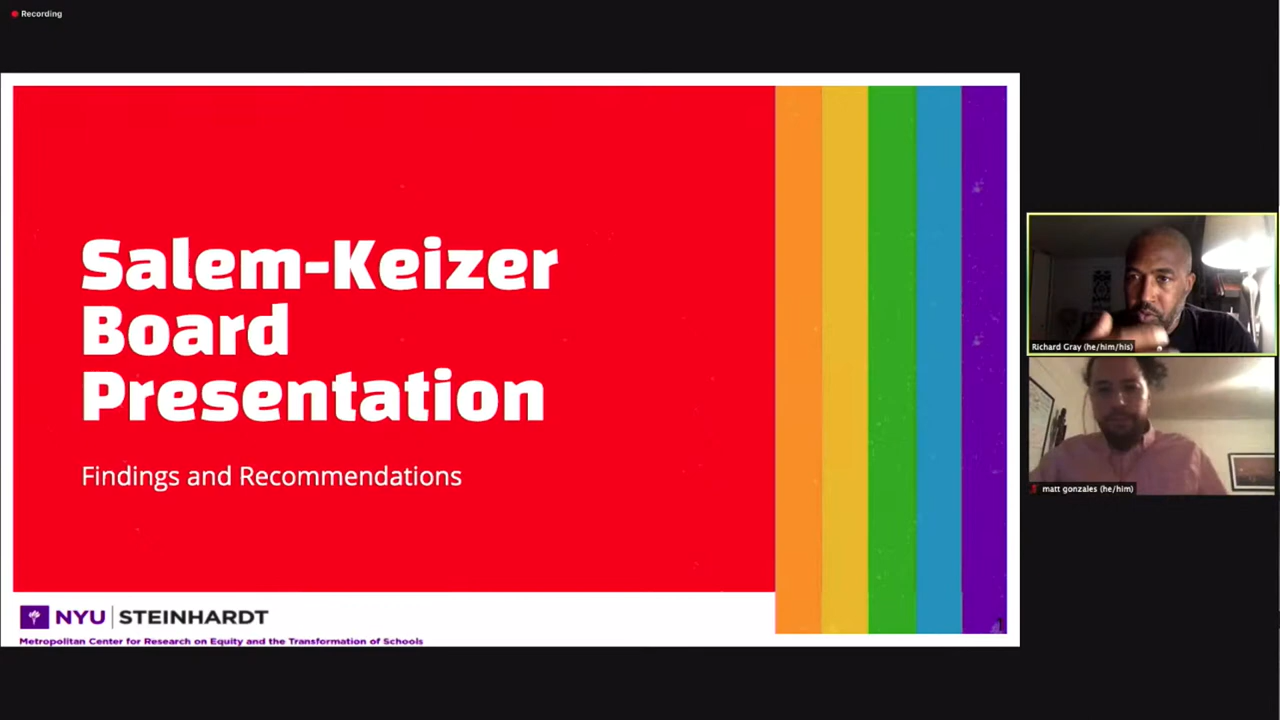 Recording
Salem-Keizer
Board
Presentation
Findings and Recommendations
NYU STEINHARDT
Metropolitan Center for Research on Equity and the Transformation of Schools
1
Richard Gray (he/him/his)
matt gonzales (he/him)